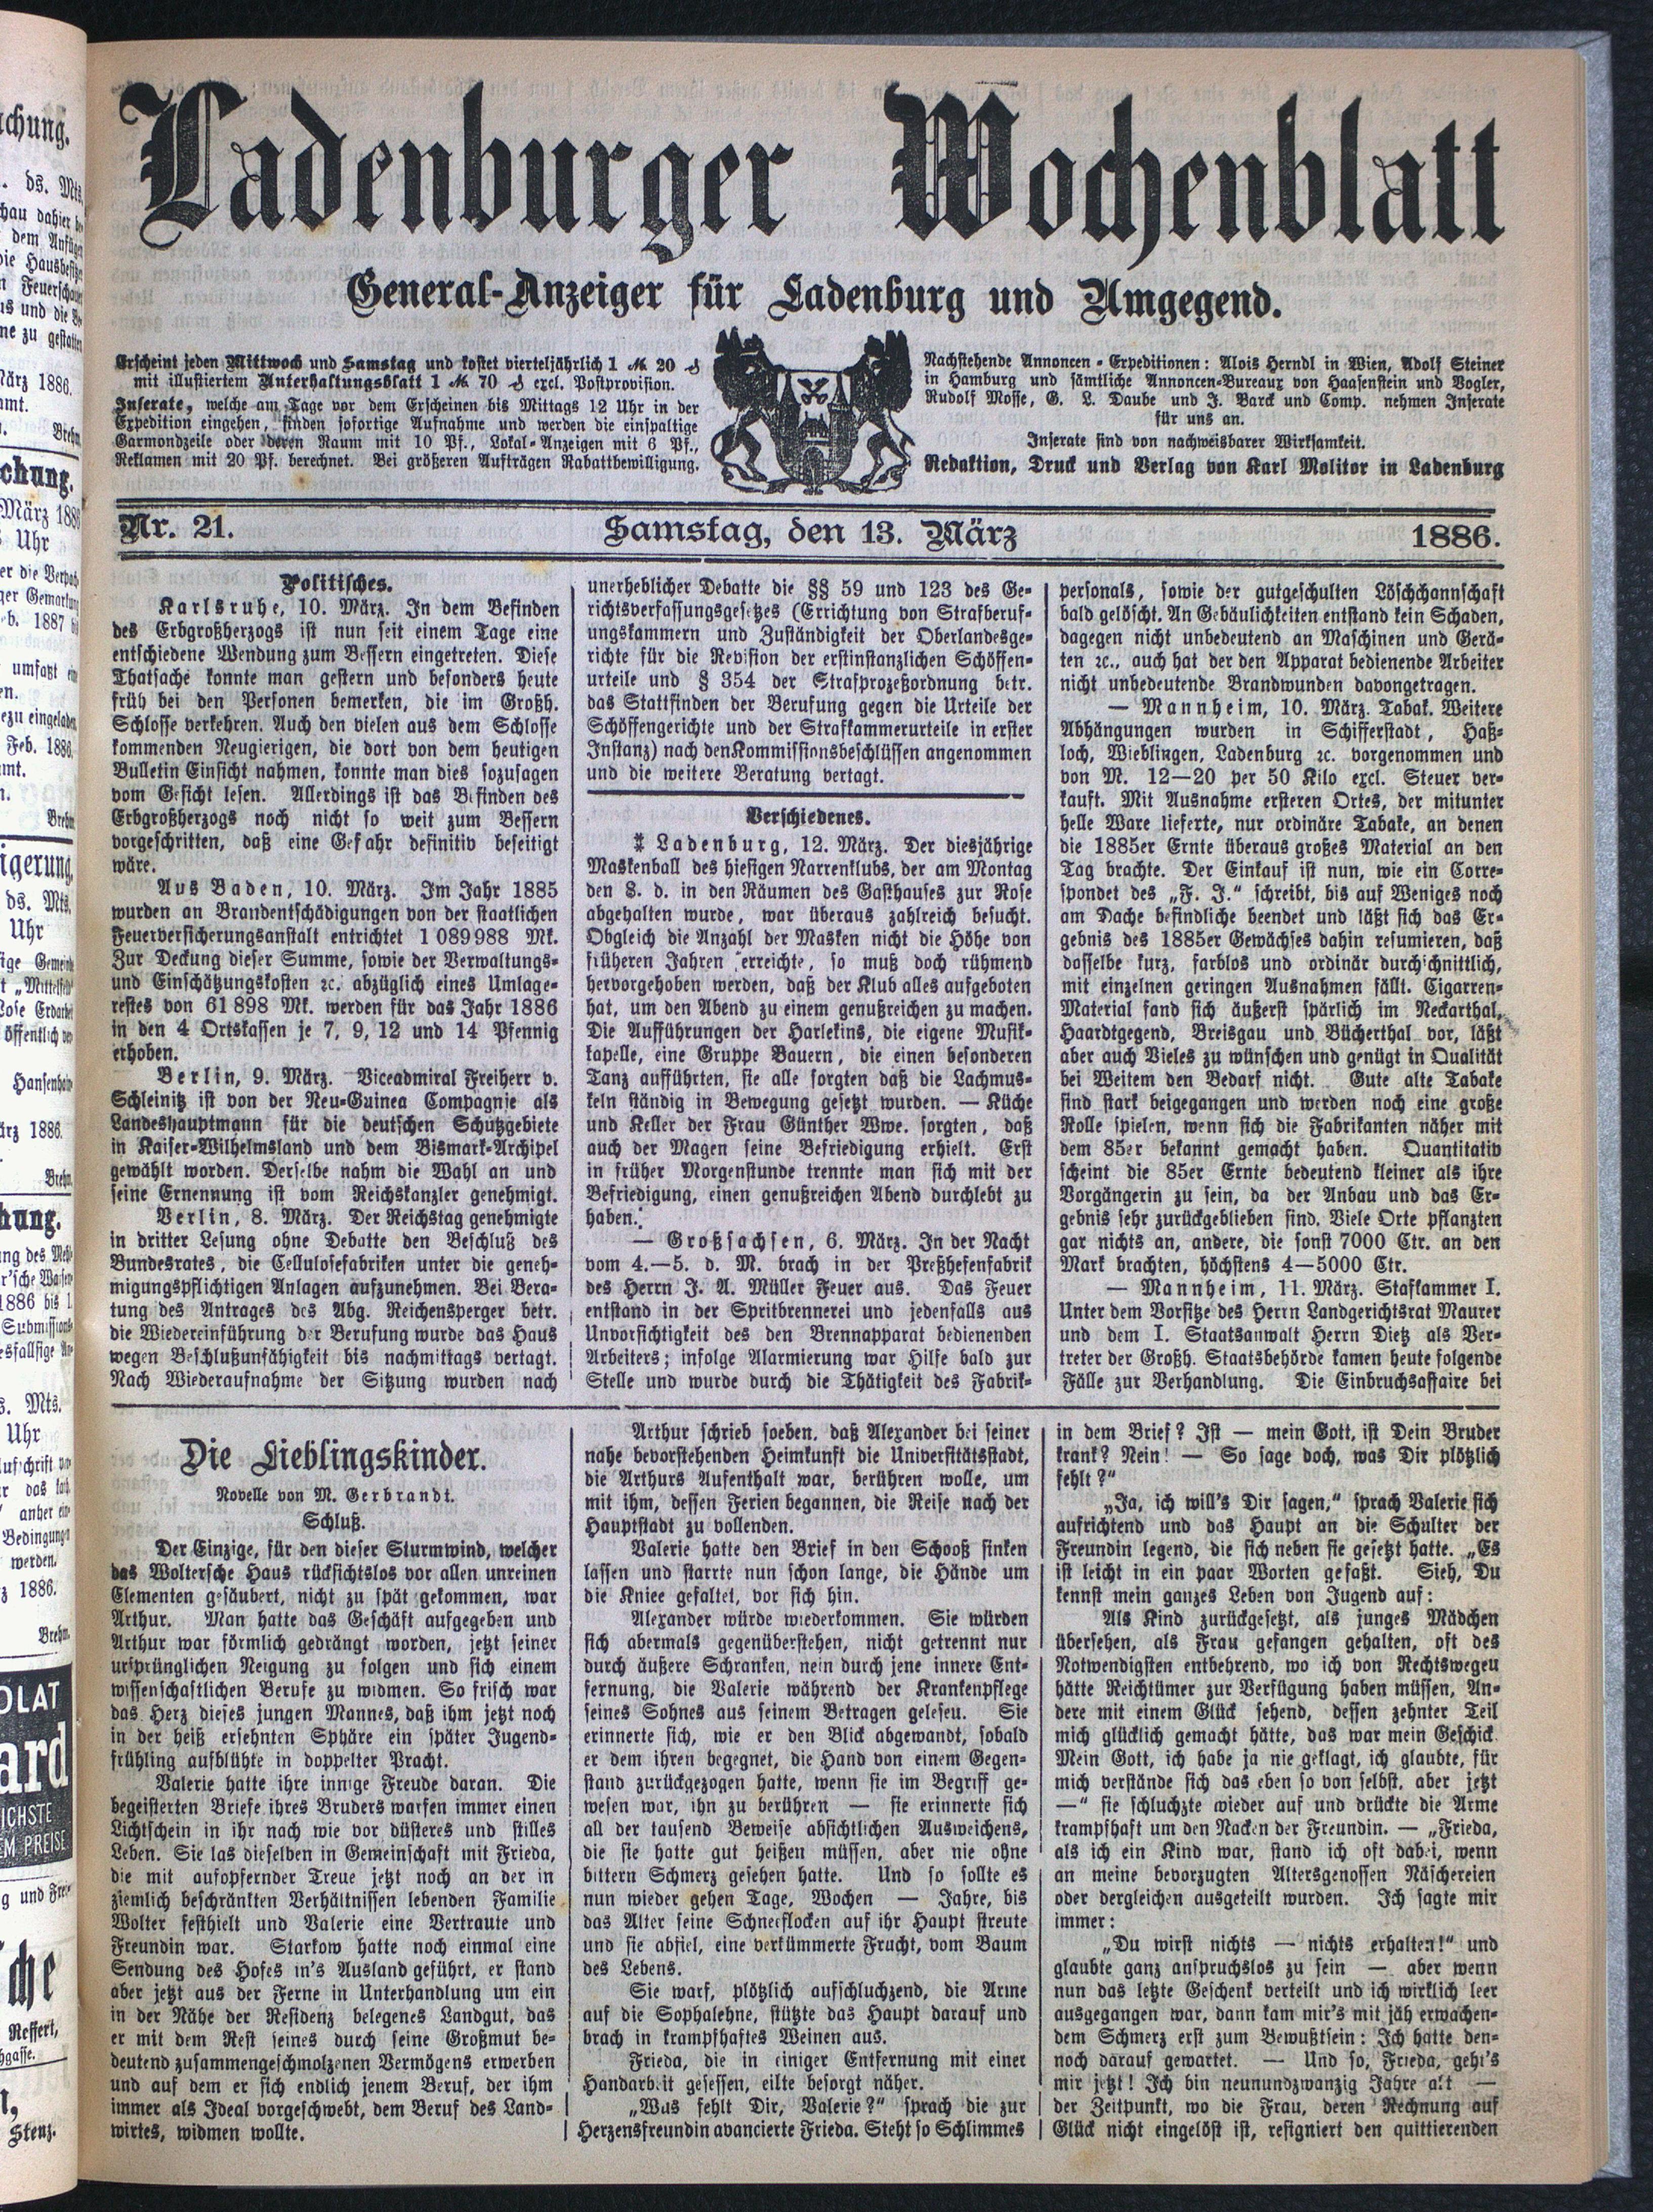 Ladenburger Wochenblatt
General-Anzeiger für Ladenburg und Umgegend.
Erscheint jeden Mittwoch und Samstag und kostet vierteljährlich 1 ℳ 20 ₰
mit illustiertem Unterhaltungsblatt 1 ℳ 70 ₰ excl. Postprovision.
Inserate, welche am Tage vor dem Erscheinen bis Mittags 12 Uhr in der
Expedition eingehen, finden sofortige Aufnahme und werden die einspaltige
Garmondzeile oder deren Raum mit 10 Pf., Lokal-Anzeigen mit 6 Pf.,
Reklamen mit 20 Pf. berechnet. Bei größeren Aufträgen Rabattbewilligung.
Nachstehende Annoncen-Expeditionen: Alois Herndl in Wien, Adolf Steiner
in Hamburg und sämtliche Annoncen-Bureaux von Haasenstein und Vogler,
Rudolf Mosse, G. L. Daube und J. Barck und Comp. nehmen Inserate
für uns an.
Inserate sind von nachweisbarer Wirksamkeit.
Redaktion, Druck und Verlag von Karl Molitor in Ladenburg
Nr. 21. Samstag, den 13. März 1886.
Politisches.
Karlsruhe, 10. März. In dem Befinden
des Erbgroßherzogs ist nun seit einem Tage eine
entschiedene Wendung zum Bessern eingetreten. Diese
Thatsache konnte man gestern und besonders heute
früh bei den Personen bemerken, die im Großh.
Schlosse verkehren. Auch den vielen aus dem Schlosse
kommenden Neugierigen, die dort von dem heutigen
Bulletin Einsicht nahmen, konnte man dies sozusagen
vom Gesicht lesen. Allerdings ist das Befinden des
Erbgroßherzogs noch nicht so weit zum Bessern
vorgeschritten, daß eine Gefahr definitiv beseitigt
wäre.
Aus Baden, 10. März. Im Jahr 1885
wurden an Brandentschädigungen von der staatlichen
Feuerversicherungsanstalt entrichtet 1 089 988 Mk.
Zur Deckung dieser Summe, sowie der Verwaltungs-
und Einschätzungskosten ꝛc. abzüglich eines Umlage-
restes von 61 898 Mk. werden für das Jahr 1886
in den 4 Ortskassen je 7, 9, 12 und 14 Pfennig
erhoben.
Berlin, 9. März. Viceadmiral Freiherr v.
Schleinitz ist von der Neu-Guinea Compagnie als
Landeshauptmann für die deutschen Schutzgebiete
in Kaiser-Wilhelmsland und dem Bismark-Archipel
gewählt worden. Derselbe nahm die Wahl an und
seine Ernennung ist vom Reichskanzler genehmigt.
Berlin, 8. März. Der Reichstag genehmigte
in dritter Lesung ohne Debatte den Beschluß des
Bundesrates, die Cellulosefabriken unter die geneh-
migungspflichtigen Anlagen aufzunehmen. Bei Bera-
tung des Antrages des Abg. Reichensperger betr.
die Wiedereinführung der Berufung wurde das Haus
wegen Beschlußunfähigkeit bis nachmittags vertagt.
Nach Wiederaufnahme der Sitzung wurden nach
unerheblicher Debatte die §§ 59 und 123 des Ge-
richtsverfassungsgesetzes (Errichtung von Strafberuf-
ungskammern und Zuständigkeit der Oberlandesge-
richte für die Revision der erstinstanzlichen Schöffen-
urteile und § 354 der Strafprozeßordnung betr.
das Stattfinden der Berufung gegen die Urteile der
Schöffengerichte und der Strafkammerurteile in erster
Instanz) nach den Kommissionsbeschlüssen angenommen
und die weitere Beratung vertagt.
Verschiedenes.
‡ Ladenburg, 12. März. Der diesjährige
Maskenball des hiesigen Narrenklubs, der am Montag
den 8. d. in den Räumen des Gasthauses zur Rose
abgehalten wurde, war überaus zahlreich besucht.
Obgleich die Anzahl der Masken nicht die Höhe von
früheren Jahren erreichte, so muß doch rühmend
hervorgehoben werden, daß der Klub alles aufgeboten
hat, um den Abend zu einem genußreichen zu machen.
Die Aufführungen der Harlekins, die eigene Musik-
kapelle, eine Gruppe Bauern, die einen besonderen
Tanz aufführten, sie alle sorgten daß die Lachmus-
keln ständig in Bewegung gesetzt wurden. — Küche
und Keller der Frau Günther Wwe. sorgten, daß
auch der Magen seine Befriedigung erhielt. Erst
in früher Morgenstunde trennte man sich mit der
Befriedigung, einen genußreichen Abend durchlebt zu
haben.
— Großsachsen, 6. März. In der Nacht
vom 4.—5. d. M. brach in der Preßhefenfabrik
des Herrn J. A. Müller Feuer aus. Das Feuer
entstand in der Spritbrennerei und jedenfalls aus
Unvorsichtigkeit des den Brennapparat bedienenden
Arbeiters; infolge Alarmierung war Hilfe bald zur
Stelle und wurde durch die Thätigkeit des Fabrik-
personals, sowie der gutgeschulten Löschchannschaft
bald gelöscht. An Gebäulichkeiten entstand kein Schaden,
dagegen nicht unbedeutend an Maschinen und Gerä-
ten ꝛc., auch hat der den Apparat bedienende Arbeiter
nicht unbedeutende Brandwunden davongetragen.
— Mannheim, 10. März. Tabak. Weitere
Abhängungen wurden in Schifferstadt, Haß-
loch, Wieblingen, Ladenburg ꝛc. vorgenommen und
von M. 12—20 per 50 Kilo excl. Steuer ver-
kauft. Mit Ausnahme ersteren Ortes, der mitunter
helle Ware lieferte, nur ordinäre Tabake, an denen
die 1885er Ernte überaus großes Material an den
Tag brachte. Der Einkauf ist nun, wie ein Corre-
spondet des „F. J.“ schreibt, bis auf Weniges noch
am Dache befindliche beendet und läßt sich das Er-
gebnis des 1885er Gewächses dahin resumieren, daß
dasselbe kurz, farblos und ordinär durchschnittlich,
mit einzelnen geringen Ausnahmen fällt. Cigarren-
Material fand sich äußerst spärlich im Neckarthal,
Haardtgegend, Breisgau und Bücherthal vor, läßt
aber auch Vieles zu wünschen und genügt in Qualität
bei Weitem den Bedarf nicht. Gute alte Tabake
sind stark beigegangen und werden noch eine große
Rolle spielen, wenn sich die Fabrikanten näher mit
dem 85er bekannt gemacht haben. Quantitativ
scheint die 85er Ernte bedeutend kleiner als ihre
Vorgängerin zu sein, da der Anbau und das Er-
gebnis sehr zurückgeblieben sind. Viele Orte pflanzten
gar nichts an, andere, die sonst 7000 Ctr. an den
Mark brachten, höchstens 4—5000 Ctr.
— Mannheim, 11. März. Stafkammer I.
Unter dem Vorsitze des Herrn Landgerichtsrat Maurer
und dem I. Staatsanwalt Herrn Dietz als Ver-
treter der Großh. Staatsbehörde kamen heute folgende
Fälle zur Verhandlung. Die Einbruchsaffaire bei
Die Lieblingskinder.
Novelle von M. Gerbrandt.
Schluß.
Der Einzige, für den dieser Sturmwind, welcher
das Woltersche Haus rücksichtslos vor allen unreinen
Elementen gesäubert, nicht zu spät gekommen, war
Arthur. Man hatte das Geschäft aufgegeben und
Arthur war förmlich gedrängt worden, jetzt seiner
ursprünglichen Neigung zu folgen und sich einem
wissenschaftlichen Berufe zu widmen. So frisch war
das Herz dieses jungen Mannes, daß ihm jetzt noch
in der heiß ersehnten Sphäre ein später Jugend-
frühling aufblühte in doppelter Pracht.
Valerie hatte ihre innige Freude daran. Die
begeisterten Briefe ihres Bruders warfen immer einen
Lichtschein in ihr nach wie vor düsteres und stilles
Leben. Sie las dieselben in Gemeinschaft mit Frieda,
die mit aufopfernder Treue jetzt noch an der in
ziemlich beschränkten Verhältnissen lebenden Familie
Wolter festhielt und Valerie eine Vertraute und
Freundin war. Starkow hatte noch einmal eine
Sendung des Hofes in's Ausland geführt, er stand
aber jetzt aus der Ferne in Unterhandlung um ein
in der Nähe der Residenz belegenes Landgut, das
er mit dem Rest seines durch seine Großmut be-
deutend zusammengeschmolzenen Vermögens erwerben
und auf dem er sich endlich jenem Beruf, der ihm
immer als Ideal vorgeschwebt, dem Beruf des Land-
wirtes, widmen wollte.
Arthur schrieb soeben, daß Alexander bei seiner
nahe bevorstehenden Heimkunft die Universitätsstadt,
die Arthurs Aufenthalt war, berühren wolle, um
mit ihm, dessen Ferien begannen, die Reise nach der
Hauptstadt zu vollenden.
Valerie hatte den Brief in den Schooß sinken
lassen und starrte nun schon lange, die Hände um
die Kniee gefaltet, vor sich hin.
Alexander würde wiederkommen. Sie würden
sich abermals gegenüberstehen, nicht getrennt nur
durch äußere Schranken, nein durch jene innere Ent-
fernung, die Valerie während der Krankenpflege
seines Sohnes aus seinem Betragen gelesen. Sie
erinnerte sich, wie er den Blick abgewandt, sobald
er dem ihren begegnet, die Hand von einem Gegen-
stand zurückgezogen hatte, wenn sie im Begriff ge-
wesen war, ihn zu berühren — sie erinnerte sich
all der tausend Beweise absichtlichen Ausweichens,
die sie hatte gut heißen müssen, aber nie ohne
bittern Schmerz gesehen hatte. Und so sollte es
nun wieder gehen Tage, Wochen — Jahre, bis
das Alter seine Schneeflocken auf ihr Haupt streute
und sie abfiel, eine verkümmerte Frucht, vom Baum
des Lebens.
Sie warf, plötzlich aufschluchzend, die Arme
auf die Sophalehne, stützte das Haupt darauf und
brach in krampfhaftes Weinen aus.
Frieda, die in einiger Entfernung mit einer
Handarbeit gesessen, eilte besorgt näher.
„Was fehlt Dir, Valerie?“ sprach die zur
Herzensfreundin avancierte Frieda. Steht so Schlimmes
in dem Brief? Ist — mein Gott, ist Dein Bruder
krank? Nein! — So sage doch, was Dir plötzlich
fehlt?“
„Ja, ich will's Dir sagen,“ sprach Valerie sich
aufrichtend und das Haupt an die Schulter der
Freundin legend, die sich neben sie gesetzt hatte. „Es
ist leicht in ein paar Worten gefaßt. Sieh, Du
kennst mein ganzes Leben von Jugend auf:
Als Kind zurückgesetzt, als junges Mädchen
übersehen, als Frau gefangen gehalten, oft des
Notwendigsten entbehrend, wo ich von Rechtswegeu
hätte Reichtümer zur Verfügung haben müssen, An-
dere mit einem Glück sehend, dessen zehnter Teil
mich glücklich gemacht hätte, das war mein Geschick.
Mein Gott, ich habe ja nie geklagt, ich glaubte, für
mich verstände sich das eben so von selbst, aber jetzt
—“ sie schluchzte wieder auf und drückte die Arme
krampfhaft um den Nacken der Freundin. — „Frieda,
als ich ein Kind war, stand ich oft dabei, wenn
an meine bevorzugten Altersgenossen Näschereien
oder dergleichen ausgeteilt wurden. Ich sagte mir
immer:
„Du wirst nichts — nichts erhalten!“ und
glaubte ganz anspruchslos zu sein — aber wenn
nun das letzte Geschenk verteilt und ich wirklich leer
ausgegangen war, dann kam mir's mit jäh erwachen-
dem Schmerz erst zum Bewußtsein: Ich hatte den-
noch darauf gewartet. — Und so, Frieda, geht's
mir jetzt! Ich bin neunundzwanzig Jahre alt —
der Zeitpunkt, wo die Frau, deren Rechnung auf
Glück nicht eingelöst ist, resigniert den quittierenden